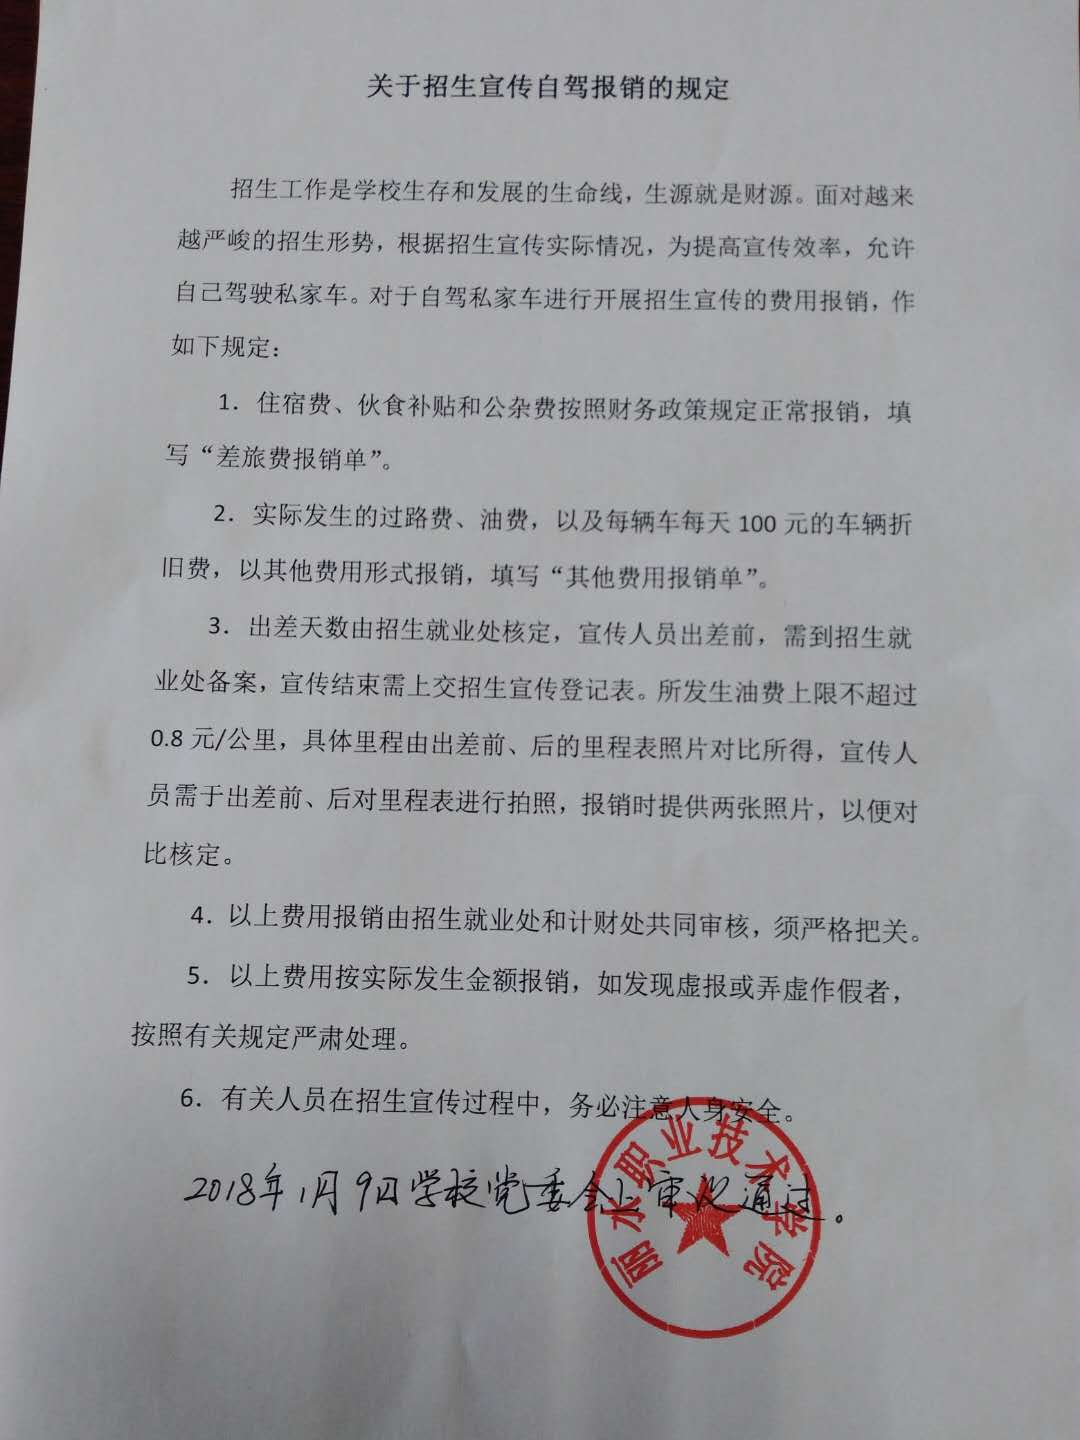 关于招生宣传自驾报销的规定
招生工作是学校生存和发展的生命线，生源就是财源。面对越来
越严峻的招生形势，根据招生宣传实际情况，为提高宣传效率，允许
自己驾驶私家车。对于自驾私家车进行开展招生宣传的费用报销，作
如下规定：
1．住宿费、伙食补贴和公杂费按照财务政策规定正常报销，填
写“差旅费报销单”。
2．实际发生的过路费、油费，以及每辆车每天 100 元的车辆折
旧费，以其他费用形式报销，填写“其他费用报销单”。
3．出差天数由招生就业处核定，宣传人员出差前，需到招生就
业处备案，宣传结束需上交招生宣传登记表。所发生油费上限不超过
0.8 元/公里，具体里程由出差前、后的里程表照片对比所得，宣传人
员需于出差前、后对里程表进行拍照，报销时提供两张照片，以便对
比核定。
4．以上费用报销由招生就业处和计财处共同审核，须严格把关。
5．以上费用按实际发生金额报销，如发现虚报或弄虚作假者，
按照有关规定严肃处理。
6．有关人员在招生宣传过程中，务必注意人身安全。
2018年1月9日学校党委会上审议通过。
丽水职业技术学院